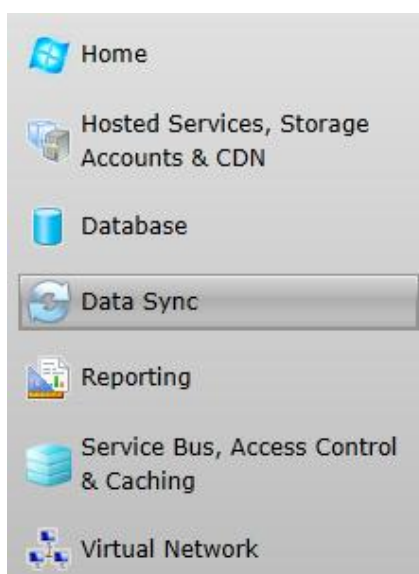 Home
Hosted Services, Storage
Accounts & CDN
Database
Data Sync
Reporting
Service Bus, Access Control
& Caching
Virtual Network